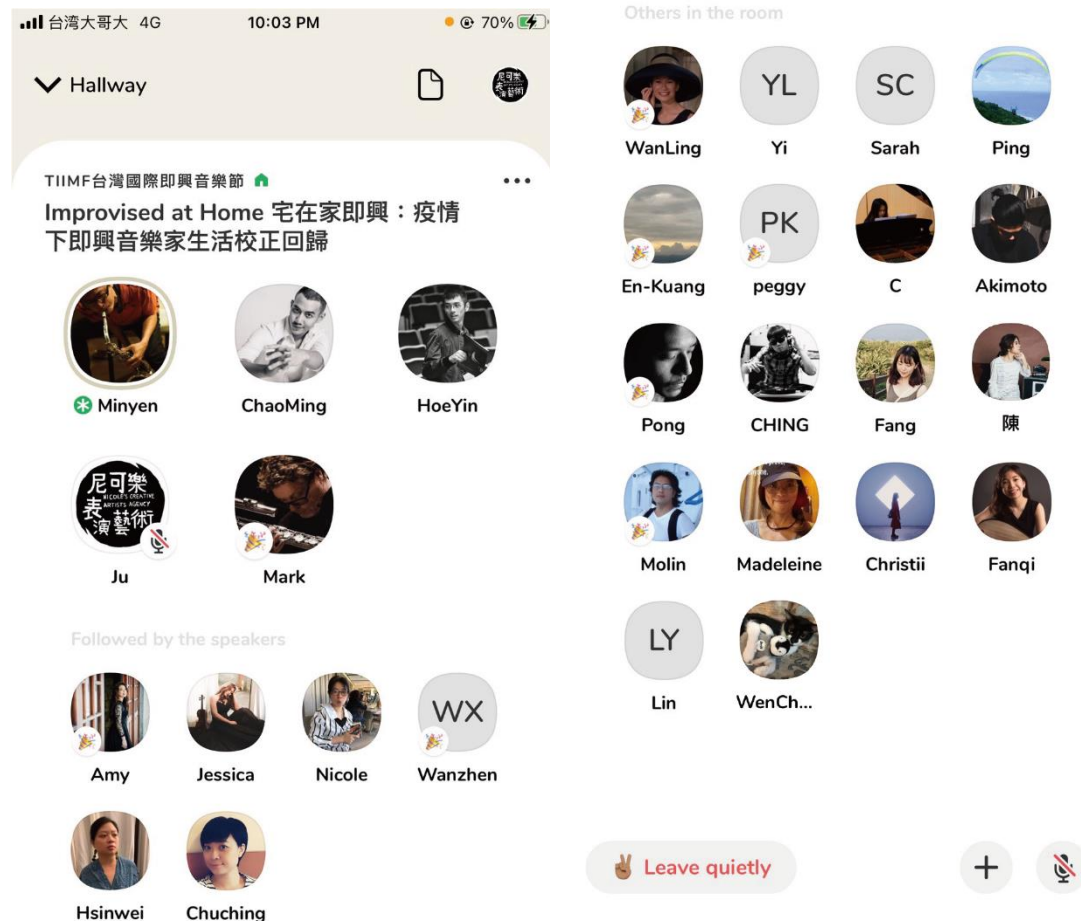 台湾大哥大 4G 10:03 PM 70%
Hallway
尼可樂
表演藝術
TIIMF台灣國際即興音樂節
Improvised at Home 宅在家即興：疫情
下即興音樂家生活校正回歸
Minyen ChaoMing HoeYin
尼可樂
NICOLE'S CREATIVE
ARTISTS AGENCY
表演藝術
Ju Mark
Followed by the speakers
WX
Amy Jessica Nicole Wanzhen
Hsinwei Chuching
Others in the room
YL SC
WanLing Yi Sarah Ping
PK
En-Kuang peggy C Akimoto
Pong CHING Fang 陳
Molin Madeleine Christii Fanqi
LY
Lin WenCh...
Leave quietly